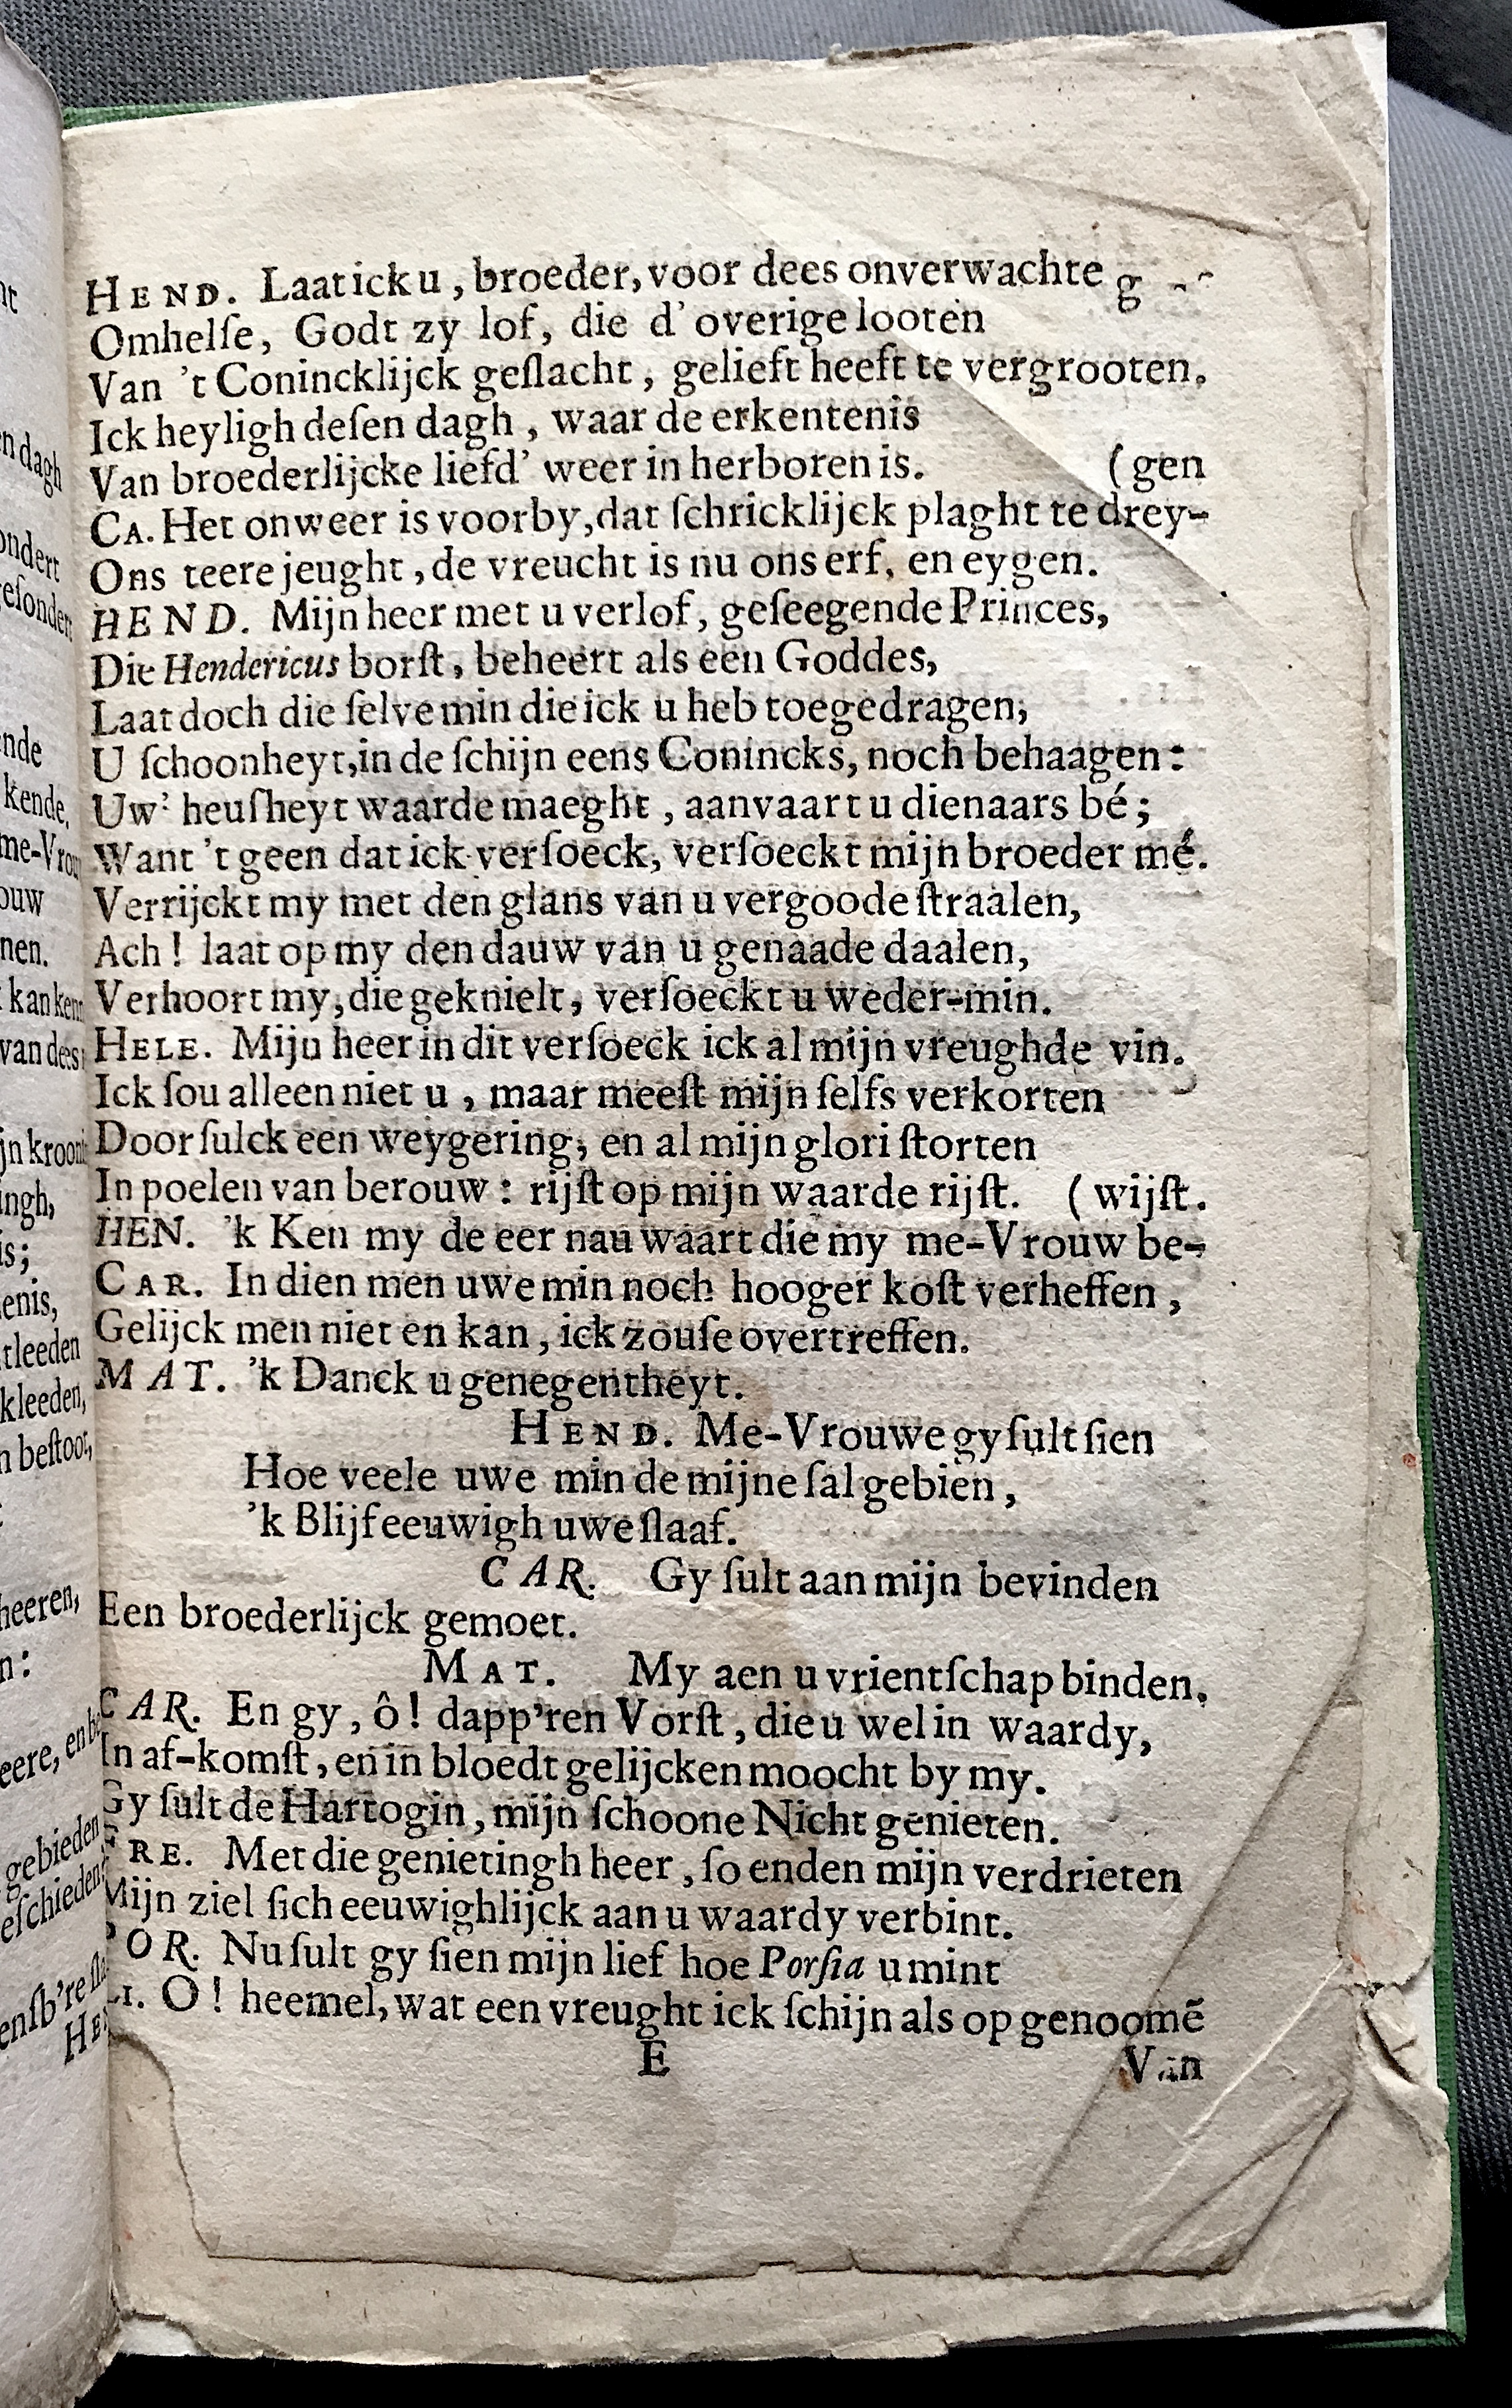 HEND. Laat ick u, broeder, voor dees onverwachte
Omhelſe, Godt zy lof, die d' overige looten
Van 't Conincklijck geſlacht, gelieft heeft te vergrooten.
Ick heyligh deſen dagh, waar de erkentenis
Van broederlijcke liefd' weer in herboren is. (gen
CA. Het onweer is voorby, dat ſchricklijck plaght te drey-
Ons teere jeught, de vreucht is nu ons erf, en eygen.
HEND. Mijn heer met u verlof, geſeegende Princes,
Die Hendericus borſt, beheert als een Goddes,
Laat doch die ſelve min die ick u heb toegedragen,
U ſchoonheyt, in de ſchijn eens Conincks, noch behaagen:
Uw' heuſheyt waarde maeght, aanvaart u dienaars bé;
Want 't geen dat ick verſoeck, verſoeckt mijn broeder mé.
Verrijckt my met den glans van u vergoode ſtraalen,
Ach! laat op my den dauw van u genaade daalen,
Verhoort my, die geknielt, verſoeckt u weder-min.
HELE. Mijn heer in dit verſoeck ick al mijn vreughde vin.
Ick ſou alleen niet u, maar meeſt mijn ſelfs verkorten
Door ſulck een weygering, en al mijn glori ſtorten
In poelen van berouw: rijſt op mijn waarde rijſt. (wijſt.
HEN. 'k Ken my de eer nau waart die my me-Vrouw be-
CAR. In dien men uwe min noch hooger koſt verheffen,
Gelijck men niet en kan, ick zou ſe overtreffen.
MAT. 'k Danck u genegentheyt.
HEND. Me-Vrouwe gy ſult ſien
Hoe veele uwe min de mijne ſal gebien,
'k Blijf eeuwigh uwe ſlaaf.
CAR. Gy ſult aan mijn bevinden
Een broederlijck gemoet.
MAT. My aen u vrientſchap binden.
CAR. En gy, ô! dapp'ren Vorſt, die u wel in waardy,
In af-komſt, en in bloedt gelijcken moocht by my.
Gy ſult de Hartogin, mijn ſchoone Nicht genieten.
FRE. Met die genietingh heer, ſo enden mijn verdrieten
Mijn ziel ſich eeuwighlijck aan u waardy verbint.
POR. Nu ſult gy ſien mijn lief hoe Porſia u mint
LI. O! heemel, wat een vreught ick ſchijn als op genoomē
E
Van